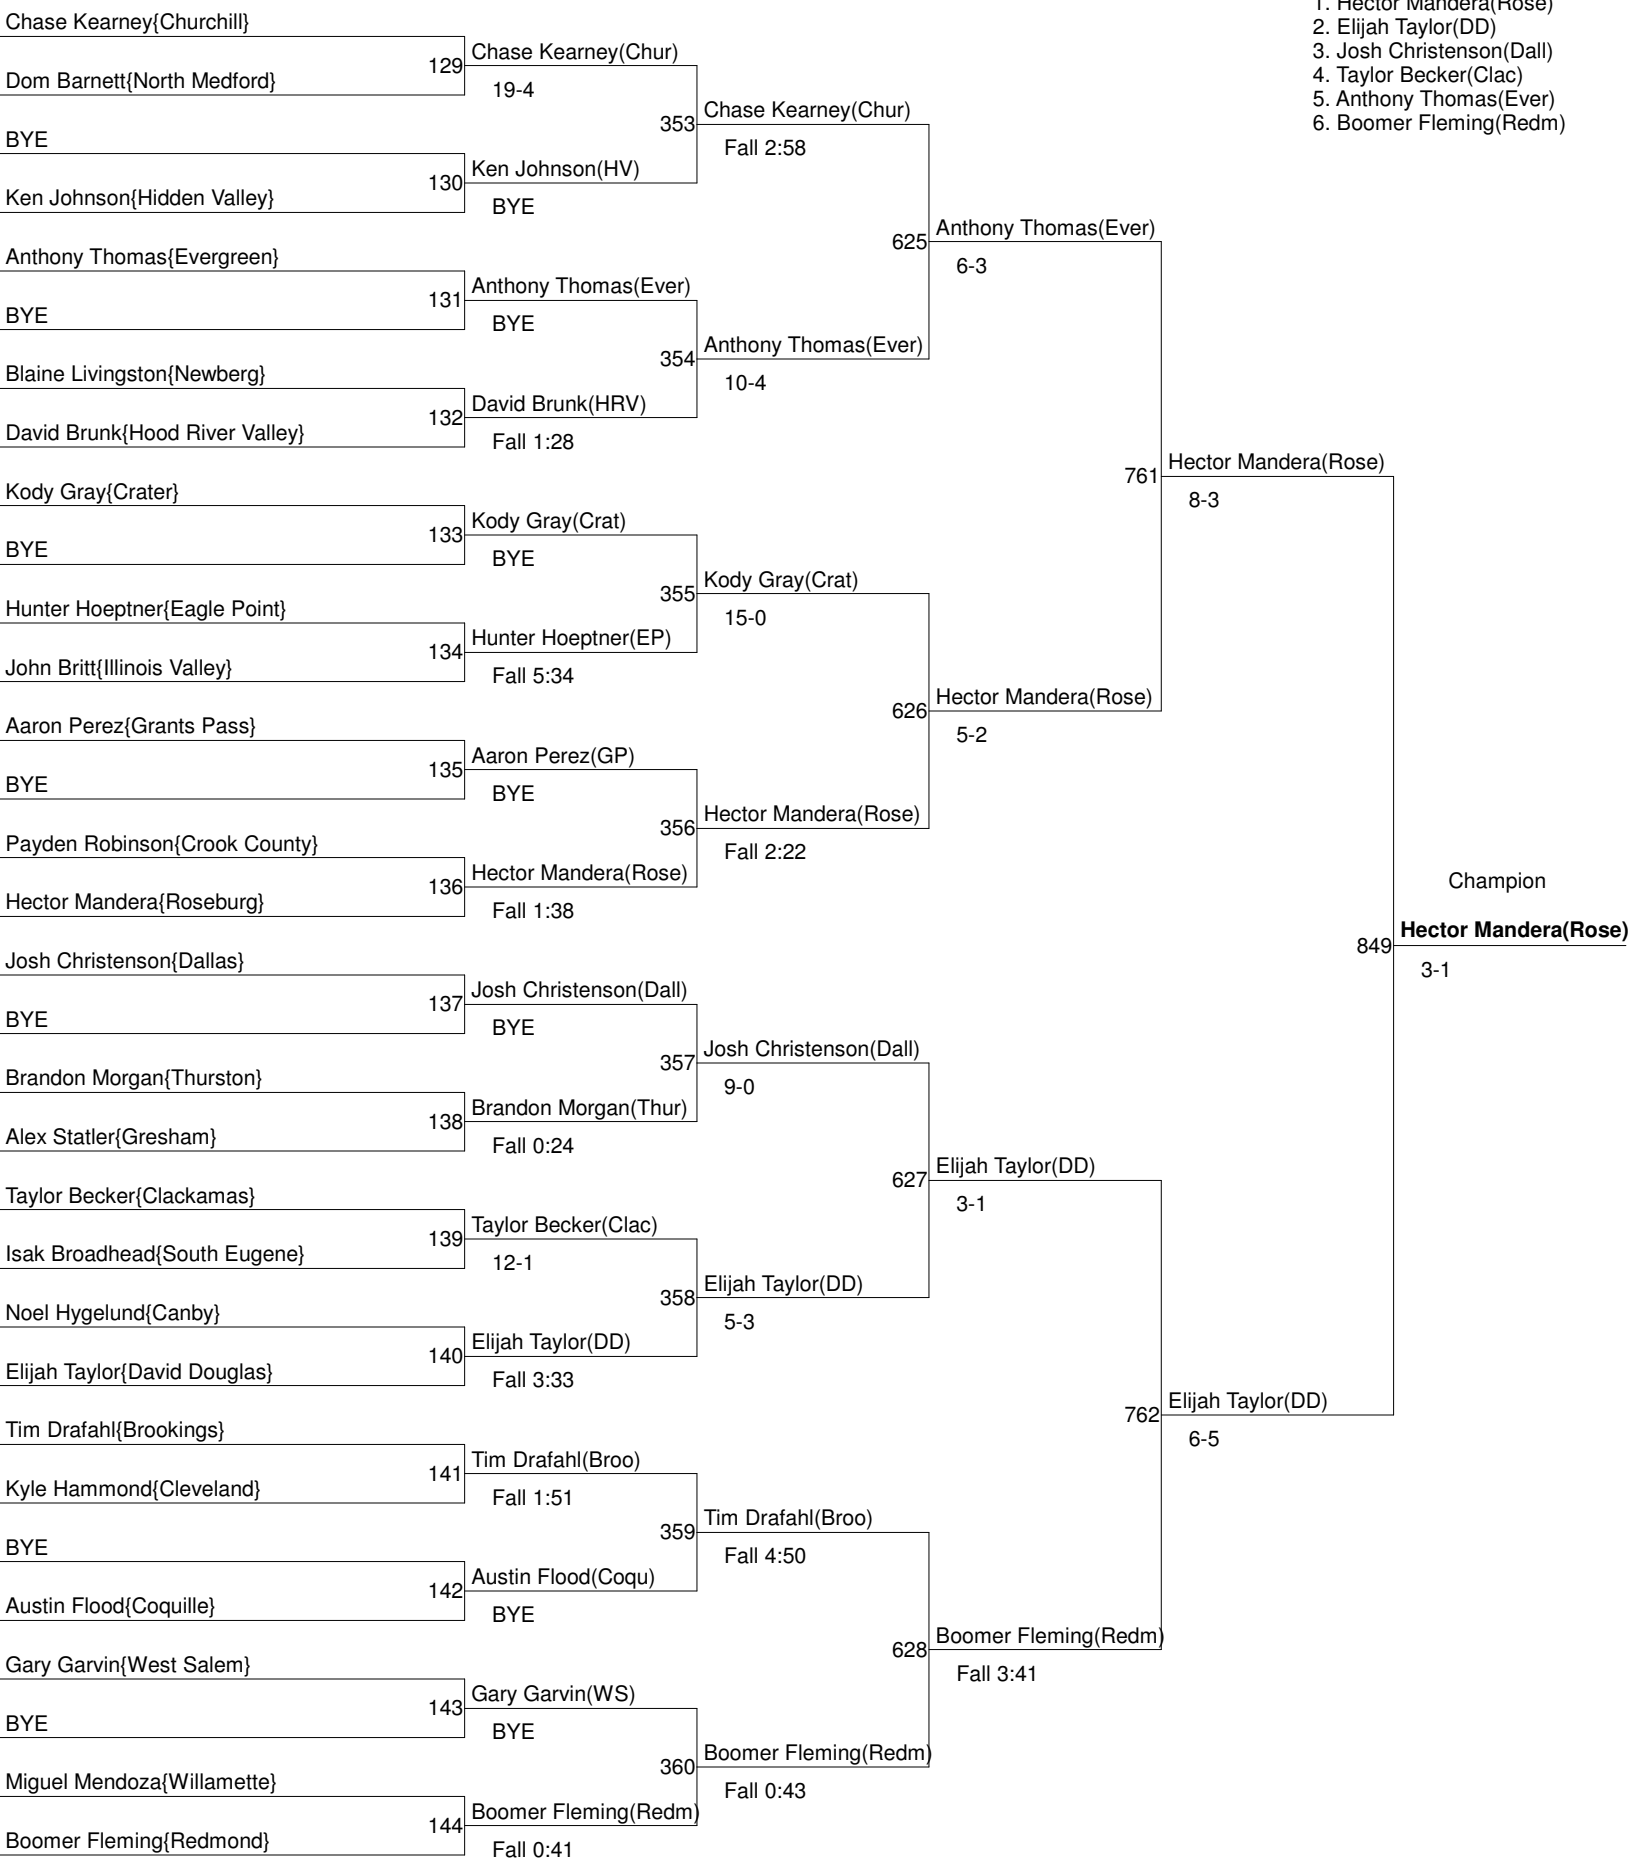 Chase Kearney{Churchill}
Dom Barnett{North Medford}
BYE
Ken Johnson{Hidden Valley}
Anthony Thomas{Evergreen}
BYE
Blaine Livingston{Newberg}
David Brunk{Hood River Valley}
Kody Gray{Crater}
BYE
Hunter Hoeptner{Eagle Point}
John Britt{Illinois Valley}
Aaron Perez{Grants Pass}
BYE
Payden Robinson{Crook County}
Hector Mandera{Roseburg}
Josh Christenson{Dallas}
BYE
Brandon Morgan{Thurston}
Alex Statler{Gresham}
Taylor Becker{Clackamas}
Isak Broadhead{South Eugene}
Noel Hygelund{Canby}
Elijah Taylor{David Douglas}
Tim Drafahl{Brookings}
Kyle Hammond{Cleveland}
BYE
Austin Flood{Coquille}
Gary Garvin{West Salem}
BYE
Miguel Mendoza{Willamette}
Boomer Fleming{Redmond}
129 Chase Kearney(Chur)
19-4
130 Ken Johnson(HV)
BYE
131 Anthony Thomas(Ever)
BYE
132 David Brunk(HRV)
Fall 1:28
133 Kody Gray(Crat)
BYE
134 Hunter Hoeptner(EP)
Fall 5:34
135 Aaron Perez(GP)
BYE
136 Hector Mandera(Rose)
Fall 1:38
137 Josh Christenson(Dall)
BYE
138 Brandon Morgan(Thur)
Fall 0:24
139 Taylor Becker(Clac)
12-1
140 Elijah Taylor(DD)
Fall 3:33
141 Tim Drafahl(Broo)
Fall 1:51
142 Austin Flood(Coqu)
BYE
143 Gary Garvin(WS)
BYE
144 Boomer Fleming(Redm)
Fall 0:41
353 Chase Kearney(Chur)
Fall 2:58
354 Anthony Thomas(Ever)
10-4
355 Kody Gray(Crat)
15-0
356 Hector Mandera(Rose)
Fall 2:22
357 Josh Christenson(Dall)
9-0
358 Elijah Taylor(DD)
5-3
359 Tim Drafahl(Broo)
Fall 4:50
360 Boomer Fleming(Redm)
Fall 0:43
625 Anthony Thomas(Ever)
6-3
626 Hector Mandera(Rose)
5-2
627 Elijah Taylor(DD)
3-1
628 Boomer Fleming(Redm)
Fall 3:41
761 Hector Mandera(Rose)
8-3
762 Elijah Taylor(DD)
6-5
Champion
849 Hector Mandera(Rose)
3-1
1. Hector Mandera(Rose)
2. Elijah Taylor(DD)
3. Josh Christenson(Dall)
4. Taylor Becker(Clac)
5. Anthony Thomas(Ever)
6. Boomer Fleming(Redm)